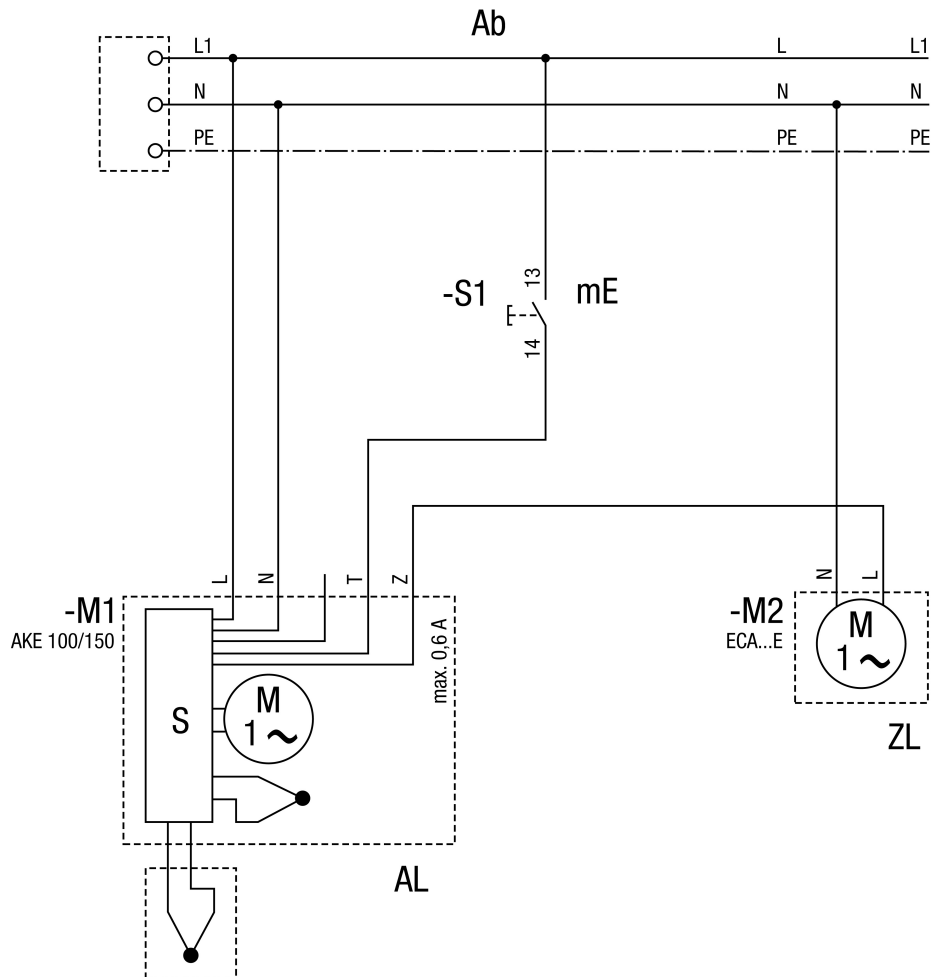 Ab
L1
L
L1
N
N
N
PE
PE
PE
13
-S1
mE
14
L
N
T
Z
N
L
-M1
AKE 100/150
max. 0,6 A
-M2
ECA...E
M
1 ~
M
1 ~
S
ZL
AL